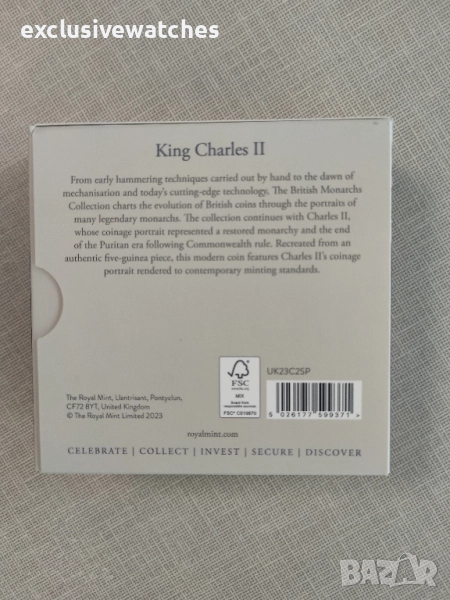 exclusivewatches
King Charles II
From early hammering techniques carried out by hand to the dawn of
mechanisation and today's cutting-edge technology, The British Monarchs
Collection charts the evolution of British coins through the portraits of
many legendary monarchs. The collection continues with Charles II,
whose coinage portrait represented a restored monarchy and the end
of the Puritan era following Commonwealth rule. Recreated from an
authentic five-guinea piece, this modern coin features Charles II's coinage
portrait rendered to contemporary minting standards.
The Royal Mint, Llantrisant, Pontyclun,
CF72 8YT, United Kingdom
© The Royal Mint Limited 2023
FSC
MIX
UK23C2SP
5 026177 599371 >
royalmint.com
CELEBRATE | COLLECT | INVEST | SECURE | DISCOVER
BAZAR